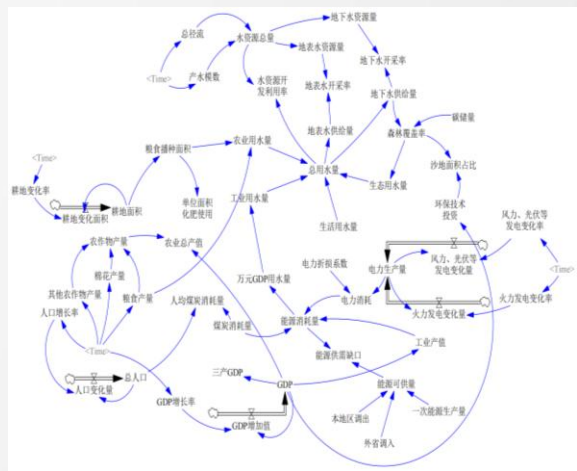 地下水资源量
总径流
水资源总量
地表水资源量
地下水开采率
<Time>
产水模数
水资源开
发利用率
地表水开采率
地下水供给量
碳储量
粮食播种面积
农业用水量
地表水供给量
森林覆盖率
<Time>
总用水量
沙地面积占比
耕地变化率
工业用水量
生态用水量
耕地变化面积
耕地面积
单位面积
化肥使用
环保技术
投资
风力、光伏等
发电变化率
生活用水量
农作物产量
农业总产值
电力折损系数
电力生产量
风力、光伏等
发电变化量
棉花产量
万元GDP用水量
<Time>
其他农作物产量
粮食产量
人均煤炭消耗量
电力消耗
火力发电变化量
火力发电变化率
人口增长率
煤炭消耗量
能源消耗量
<Time>
工业产值
能源供需缺口
总人口
三产GDP
GDP
能源可供量
人口变化量
GDP增长率
GDP增加值
本地区调出
一次能源生产量
外省调入